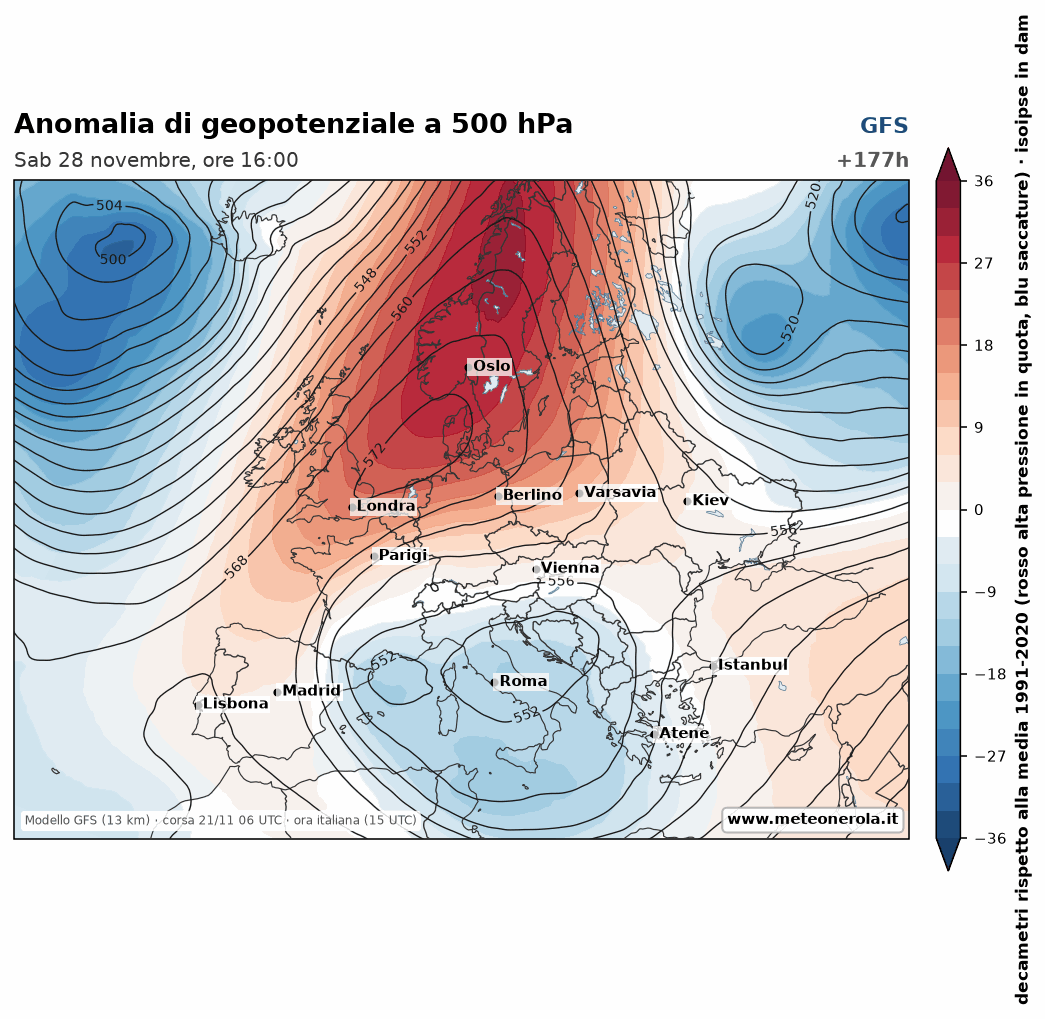 Anomalia di geopotenziale a 500 hPa
GFS
Sab 28 novembre, ore 16:00
+177h
504
500
552
548
560
520
520
Oslo
572
Londra
Berlino
Varsavia
Kiev
556
Parigi
568
Vienna
556
552
Roma
Istanbul
Madrid
Lisbona
552
Atene
Modello GFS (13 km) · corsa 21/11 06 UTC · ora italiana (15 UTC)
www.meteonerola.it
36
27
18
9
0
−9
−18
−27
−36
decametri rispetto alla media 1991-2020 (rosso alta pressione in quota, blu saccature) · isoipse in dam